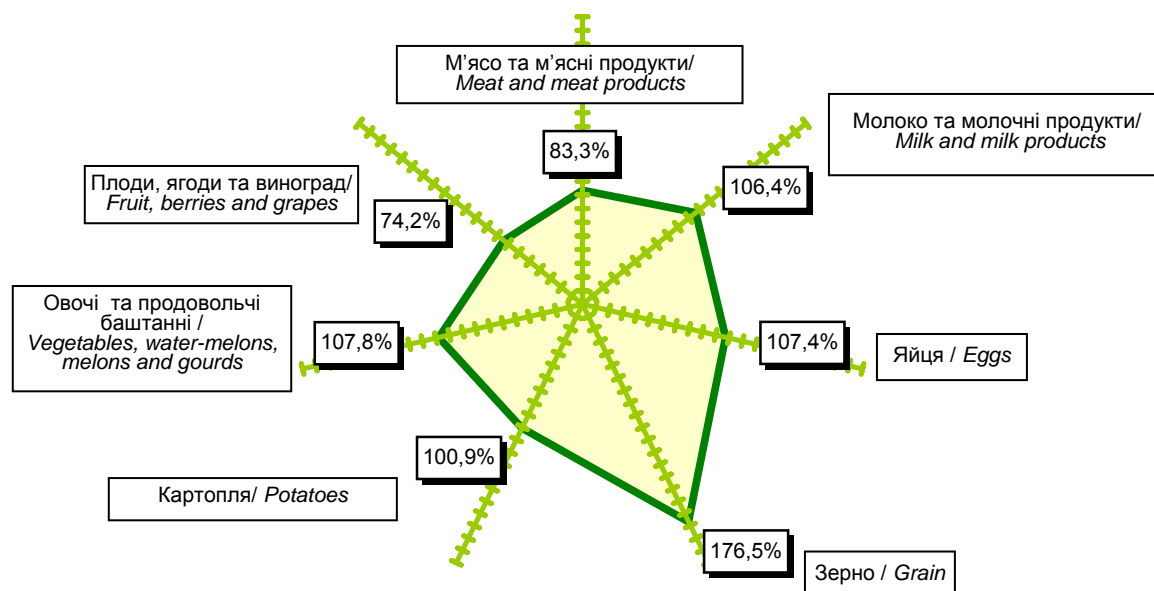 М’ясо та м’ясні продукти/
Meat and meat products
83,3%
Молоко та молочні продукти/
Milk and milk products
106,4%
Яйця / Eggs
107,4%
Зерно / Grain
176,5%
Картопля/ Potatoes
100,9%
Овочі та продовольчі
баштанні /
Vegetables, water-melons,
melons and gourds
107,8%
Плоди, ягоди та виноград/
Fruit, berries and grapes
74,2%